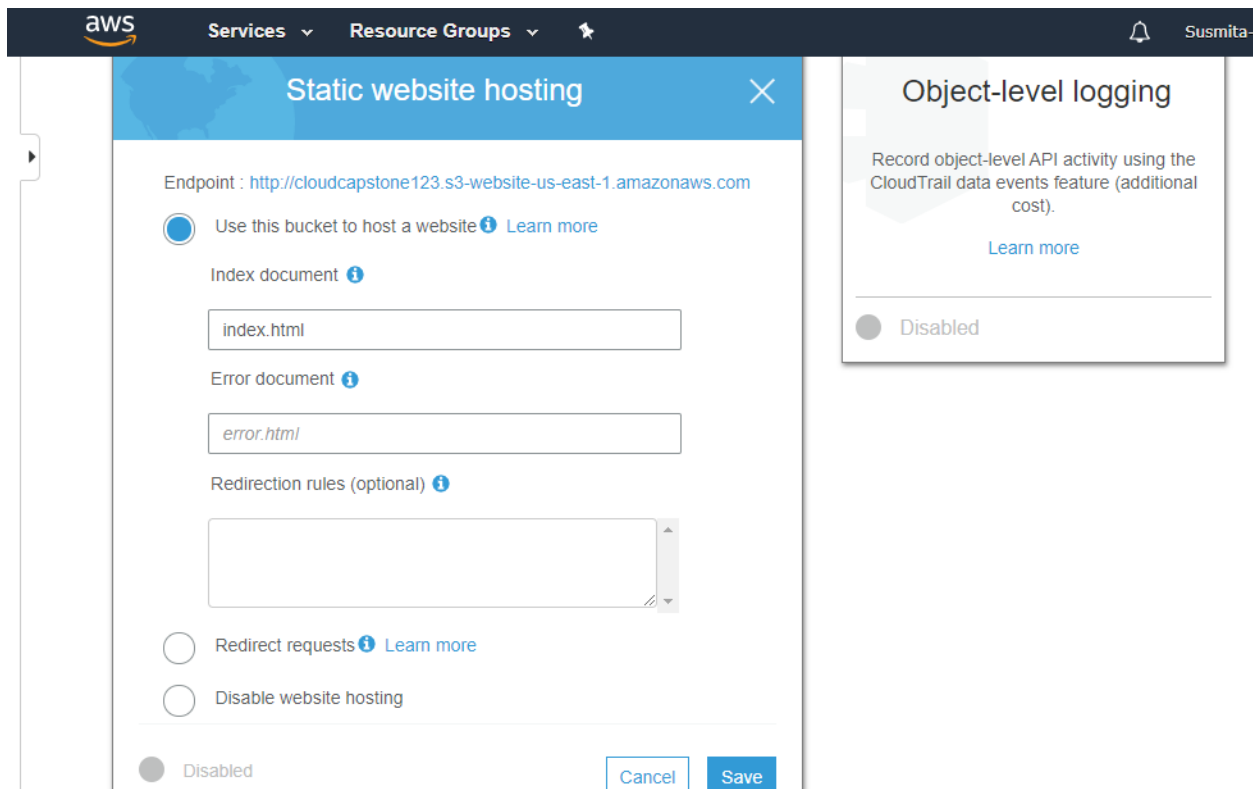 aws
Services
Resource Groups
Susmita-
Static website hosting
Endpoint : http://cloudcapstone123.s3-website-us-east-1.amazonaws.com
Use this bucket to host a website Learn more
Index document
index.html
Error document
error.html
Redirection rules (optional)
Redirect requests Learn more
Disable website hosting
Disabled
Cancel
Save
Object-level logging
Record object-level API activity using the
CloudTrail data events feature (additional
cost).
Learn more
Disabled